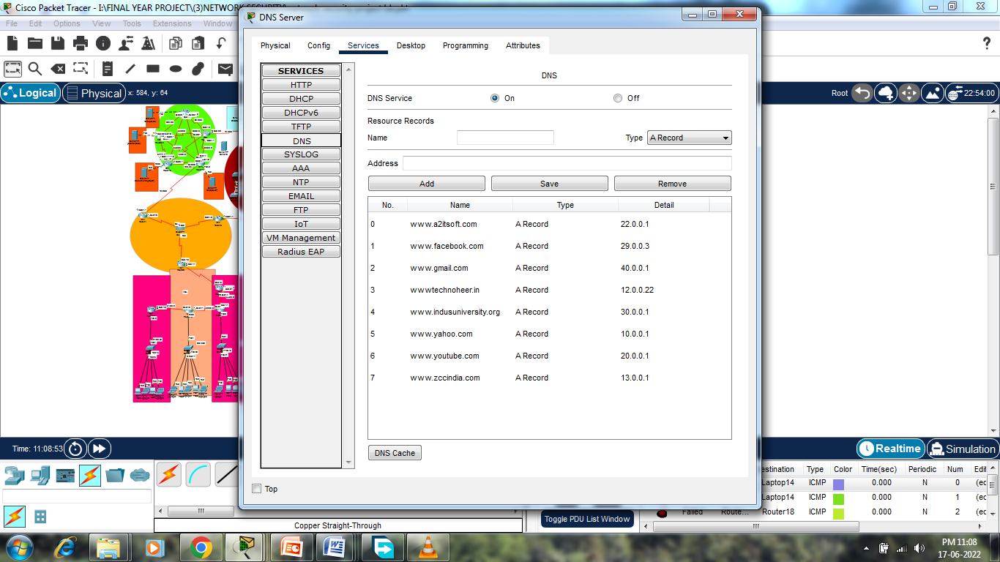 Cisco Packet Tracer - I:\FINAL YEAR PROJECT\(3)NETWORK SECURITY\
DNS Server
File Edit Options View Tools Extensions Window
Physical Config Services Desktop Programming Attributes
Logical Physical x: 584, y: 64
Root 22:54:00
SERVICES
HTTP
DHCP
DHCPv6
TFTP
DNS
SYSLOG
AAA
NTP
EMAIL
FTP
IoT
VM Management
Radius EAP
DNS
DNS Service On Off
Resource Records
Name Type A Record
Address
Add Save Remove
No. Name Type Detail
0 www.a2itsoft.com A Record 22.0.0.1
1 www.facebook.com A Record 29.0.0.3
2 www.gmail.com A Record 40.0.0.1
3 wwwtechnoheer.in A Record 12.0.0.22
4 www.indusuniversity.org A Record 30.0.0.1
5 www.yahoo.com A Record 10.0.0.1
6 www.youtube.com A Record 20.0.0.1
7 www.zccindia.com A Record 13.0.0.1
DNS Cache
Top
Time: 11:08:53
Realtime Simulation
estination Type Color Time(sec) Periodic Num Edit
Laptop14 ICMP 0.000 N 0 (ec
Laptop14 ICMP 0.000 N 1 (ec
Failed Route... Router18 ICMP 0.000 N 2 (ec
Toggle PDU List Window
Copper Straight-Through
PM 11:08
17-06-2022